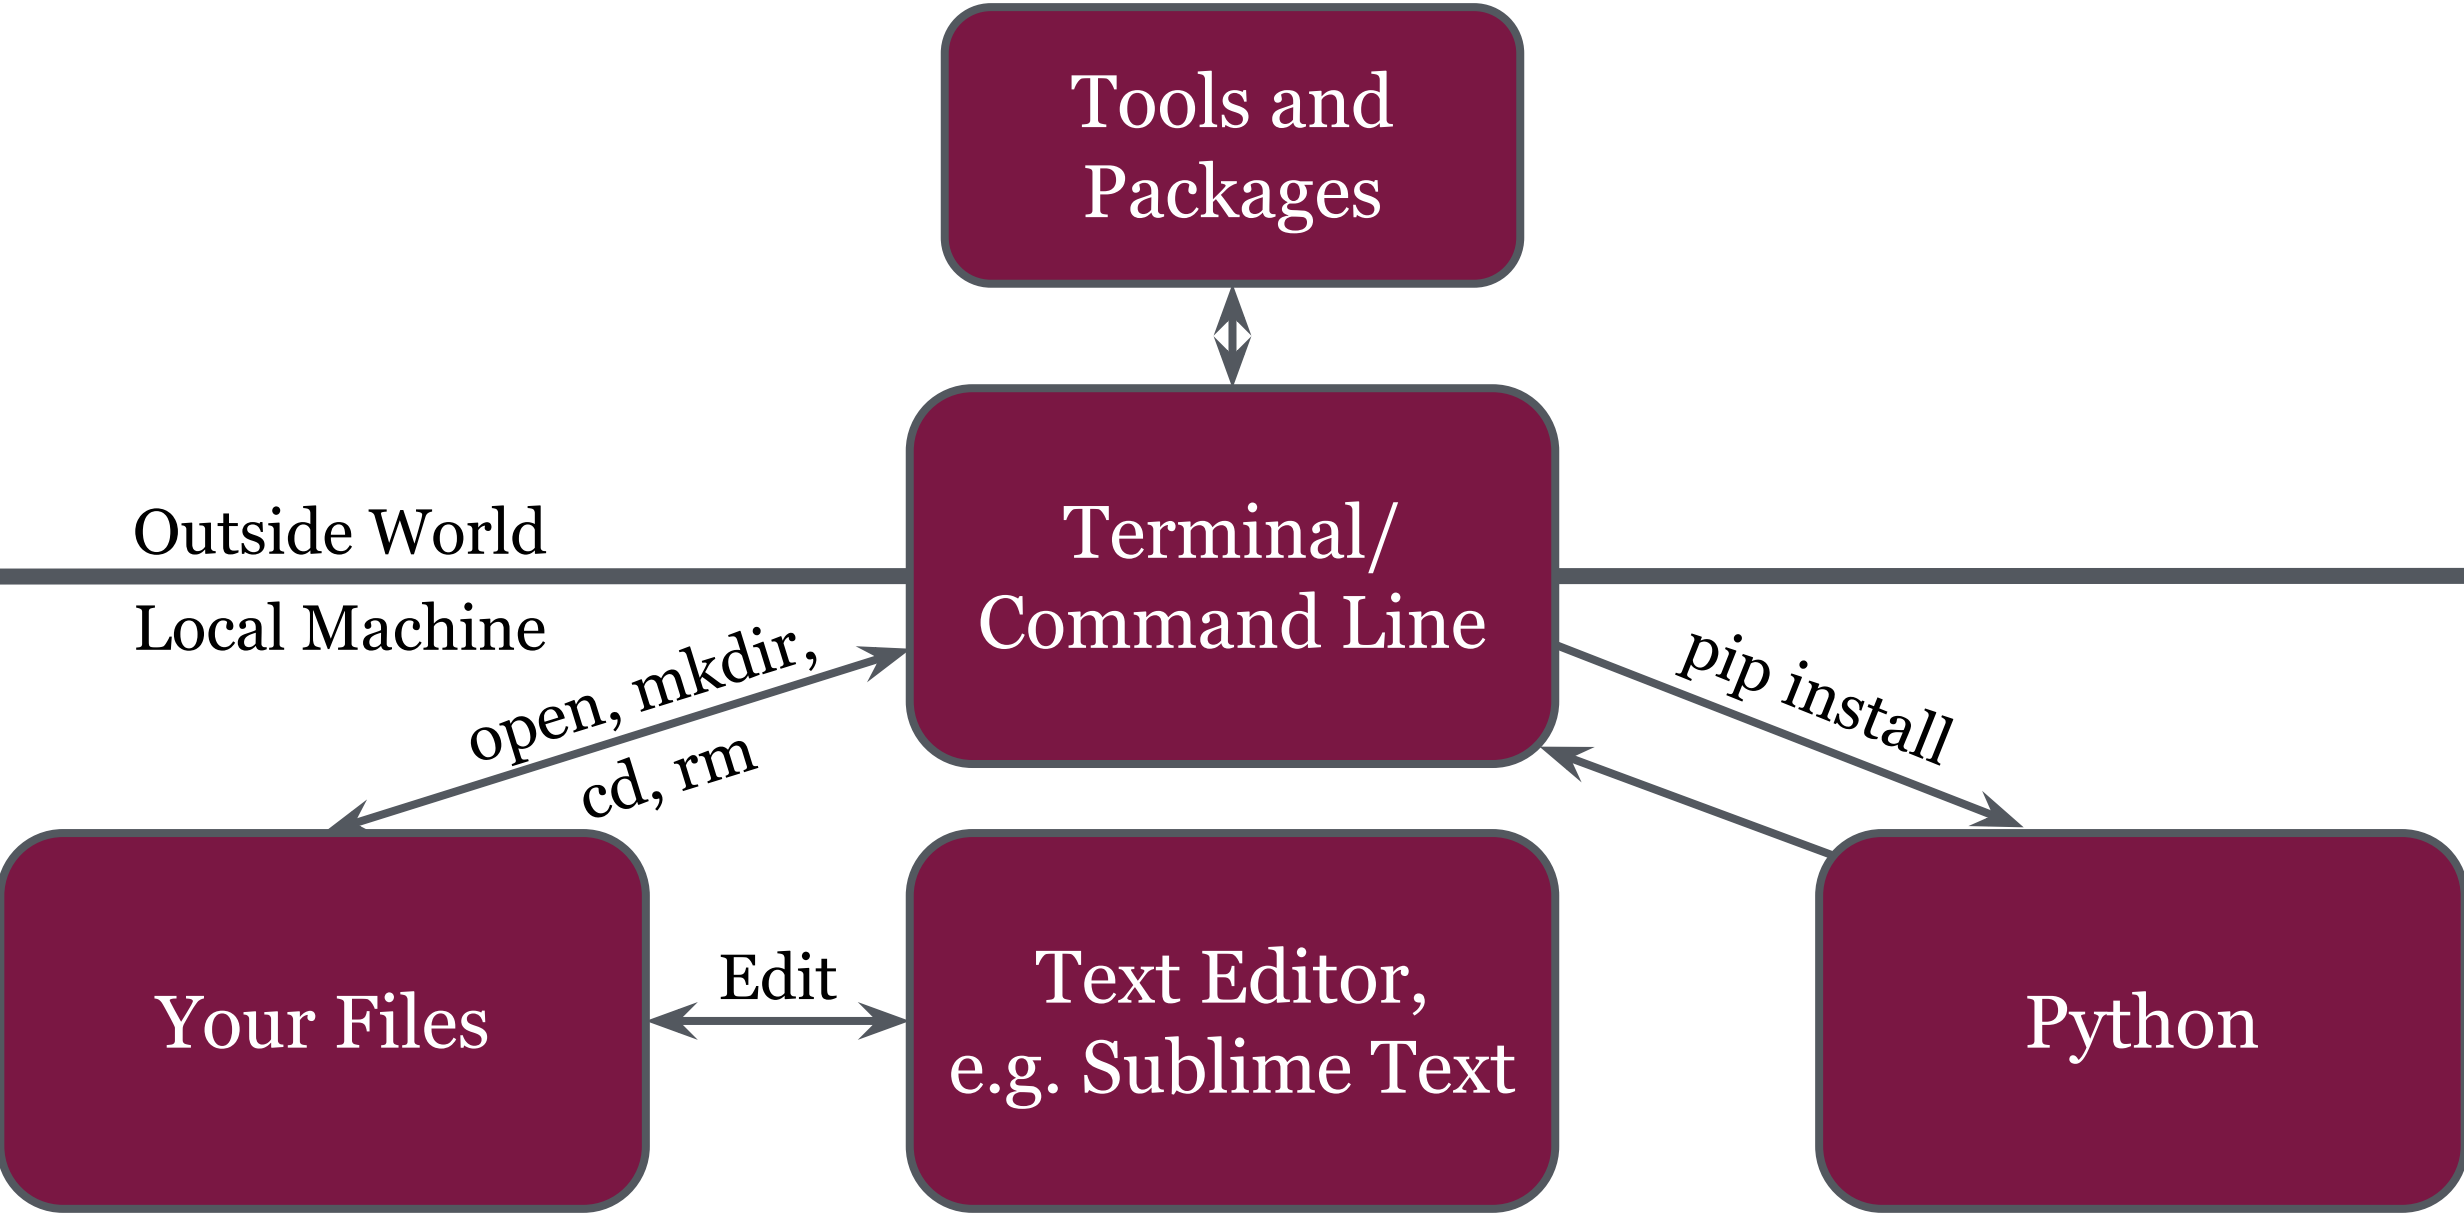 Tools and
Packages
Outside World
Terminal/
Command Line
Local Machine
open, mkdir,
cd, rm
pip install
Edit
Your Files
Text Editor,
e.g. Sublime Text
Python